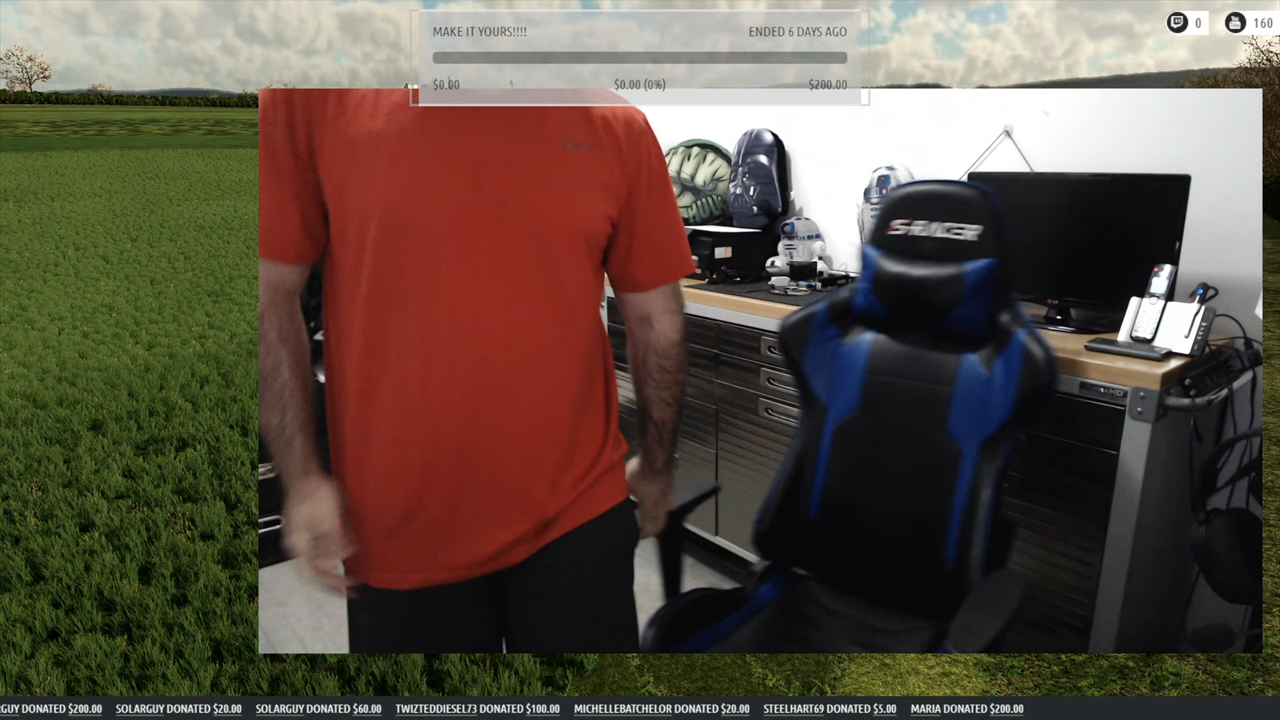 MAKE IT YOURS!!!! ENDED 6 DAYS AGO
$0.00 $0.00 (0%) $200.00
0 160
RGUY DONATED $200.00 SOLARGUY DONATED $20.00 SOLARGUY DONATED $60.00 TWIZTEDDIESEL73 DONATED $100.00 MICHELLEBATCHELOR DONATED $20.00 STEELHART69 DONATED $5.00 MARIA DONATED $200.00